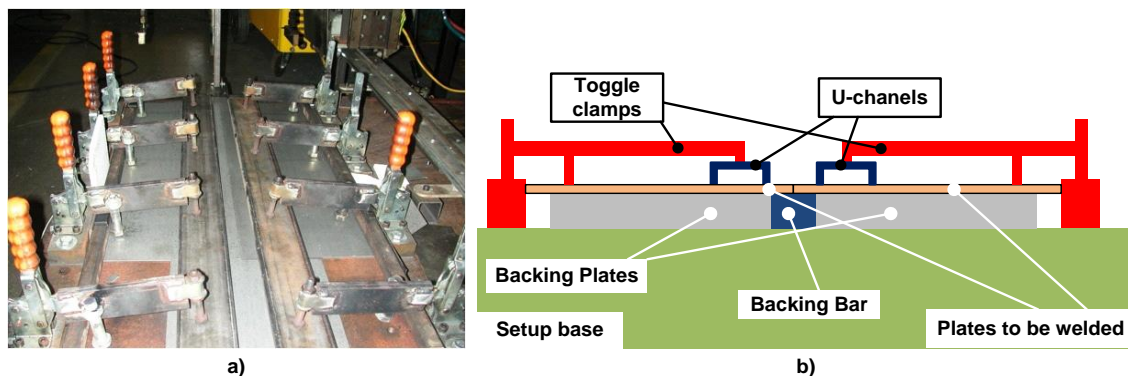 Toggle
clamps
U-chanels
Backing Plates
Backing Bar
Setup base
Plates to be welded
a)
b)